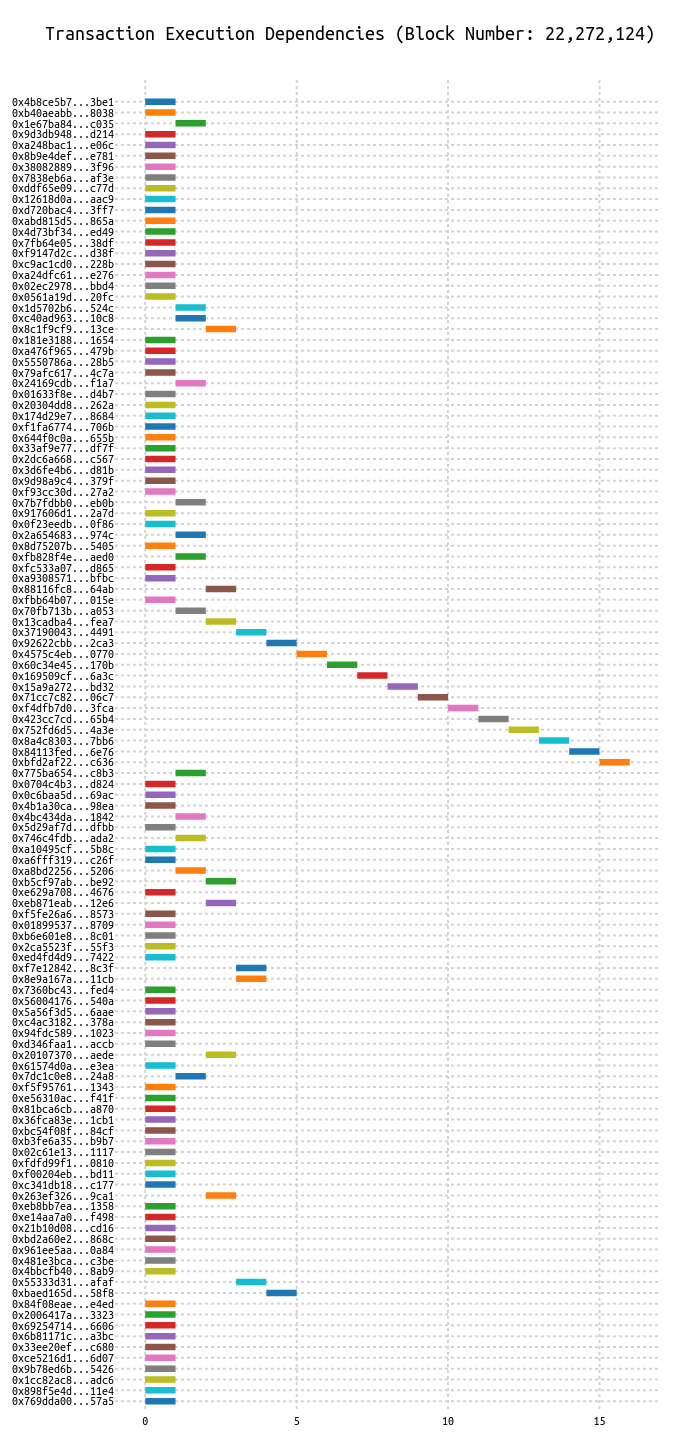 Transaction Execution Dependencies (Block Number: 22,272,124)
0x4b8ce5b7...3be1
0xb40aeabb...8038
0x1e67ba84...c035
0x9d3db948...d214
0xa248bac1...e06c
0x8b9e4def...e781
0x38082889...3f96
0x7838eb6a...af3e
0xddf65e09...c77d
0x12618d0a...aac9
0xd720bac4...3ff7
0xabd815d5...865a
0x4d73bf34...ed49
0x7fb64e05...38df
0xf9147d2c...d38f
0xc9ac1cd0...228b
0xa24dfc61...e276
0x02ec2978...bbd4
0x0561a19d...20fc
0x1d5702b6...524c
0xc40ad963...10c8
0x8c1f9cf9...13ce
0x181e3188...1654
0xa476f965...479b
0x5550786a...28b5
0x79afc617...4c7a
0x24169cdb...f1a7
0x01633f8e...d4b7
0x20304dd8...262a
0x174d29e7...8684
0xf1fa6774...706b
0x644f0c0a...655b
0x33af9e77...df7f
0x2dc6a668...c567
0x3d6fe4b6...d81b
0x9d98a9c4...379f
0xf93cc30d...27a2
0x7b7fdbb0...eb0b
0x917606d1...2a7d
0x0f23eedb...0f86
0x2a654683...974c
0x8d75207b...5405
0xfb828f4e...aed0
0xfc533a07...d865
0xa9308571...bfbc
0x88116fc8...64ab
0xfbb64b07...015e
0x70fb713b...a053
0x13cadba4...fea7
0x37190043...4491
0x92622cbb...2ca3
0x4575c4eb...0770
0x60c34e45...170b
0x169509cf...6a3c
0x15a9a272...bd32
0x71cc7c82...06c7
0xf4dfb7d0...3fca
0x423cc7cd...65b4
0x752fd6d5...4a3e
0x8a4c8303...7bb6
0x84113fed...6e76
0xbfd2af22...c636
0x775ba654...c8b3
0x0704c4b3...d824
0x0c6baa5d...69ac
0x4b1a30ca...98ea
0x4bc434da...1842
0x5d29af7d...dfbb
0x746c4fdb...ada2
0xa10495cf...5b8c
0xa6fff319...c26f
0xa8bd2256...5206
0xb5cf97ab...be92
0xe629a708...4676
0xeb871eab...12e6
0xf5fe26a6...8573
0x01899537...8709
0xb6e601e8...8c01
0x2ca5523f...55f3
0xed4fd4d9...7422
0xf7e12842...8c3f
0x8e9a167a...11cb
0x7360bc43...fed4
0x56004176...540a
0x5a56f3d5...6aae
0xc4ac3182...378a
0x94fdc589...1023
0xd346faa1...accb
0x20107370...aede
0x61574d0a...e3ea
0x7dc1c0e8...24a8
0xf5f95761...1343
0xe56310ac...f41f
0x81bca6cb...a870
0x36fca83e...1cb1
0xbc54f08f...84cf
0xb3fe6a35...b9b7
0x02c61e13...1117
0xfdfd99f1...0810
0xf00204eb...bd11
0xc341db18...c177
0x263ef326...9ca1
0xeb8bb7ea...1358
0xe14aa7a0...f498
0x21b10d08...cd16
0xbd2a60e2...868c
0x961ee5aa...0a84
0x481e3bca...c3be
0x4bbcfb40...8ab9
0x55333d31...afaf
0xbaed165d...58f8
0x84f08eae...e4ed
0x2006417a...3323
0x69254714...6606
0x6b81171c...a3bc
0x33ee20ef...c680
0xce5216d1...6d07
0x9b78ed6b...5426
0x1cc82ac8...adc6
0x898f5e4d...11e4
0x769dda00...57a5
0 5 10 15